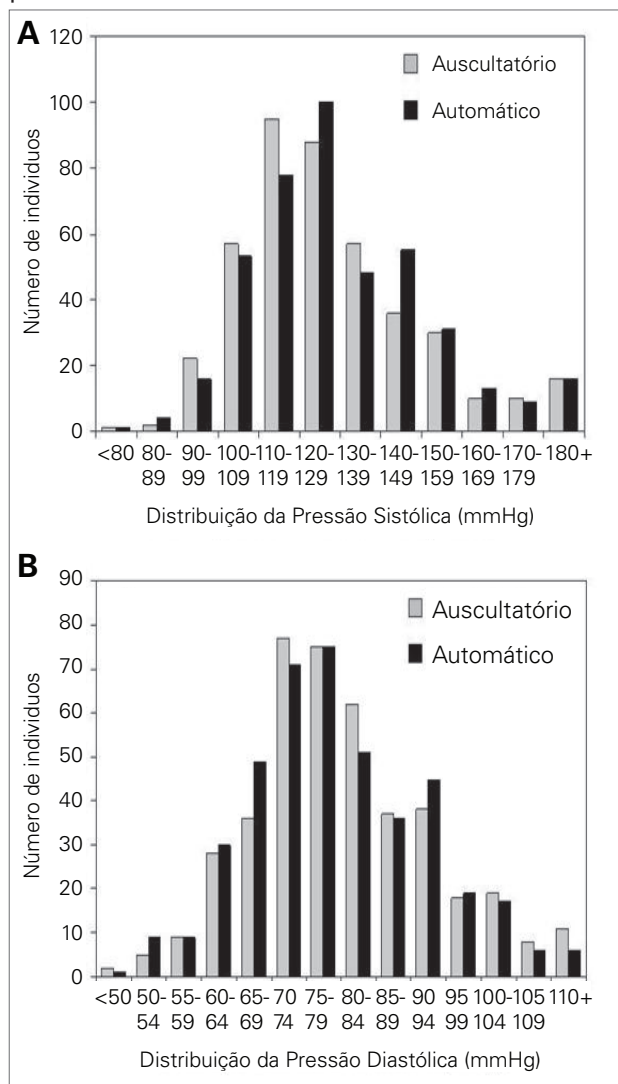 A
120
100
80
60
40
20
0
Número de individuos
Auscultatório
Automático
<80 80- 90- 100- 110- 120- 130- 140- 150- 160- 170- 180+
89 99 109 119 129 139 149 159 169 179
Distribuição da Pressão Sistólica (mmHg)
B
90
80
70
60
50
40
30
20
10
0
Número de individuos
Auscultatório
Automático
<50 50- 55- 60- 65- 70 75- 80- 85- 90 95 100- 105 110+
54 59 64 69 74 79 84 89 94 99 104 109
Distribuição da Pressão Diastólica (mmHg)